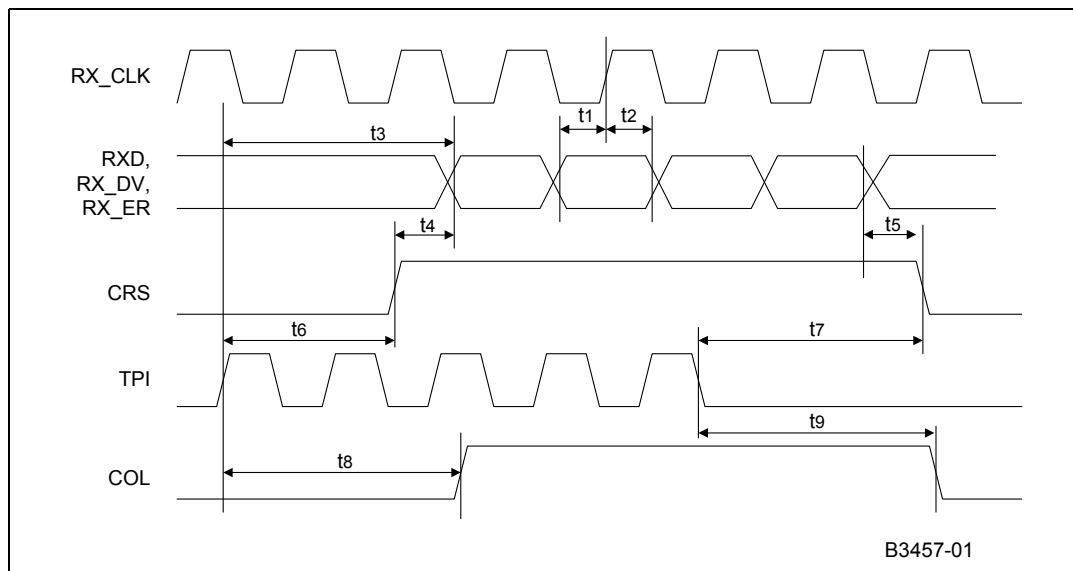 RX_CLK
t1
t2
t3
RXD,
RX_DV,
RX_ER
t4
t5
CRS
t6
t7
TPI
t9
t8
COL
B3457-01